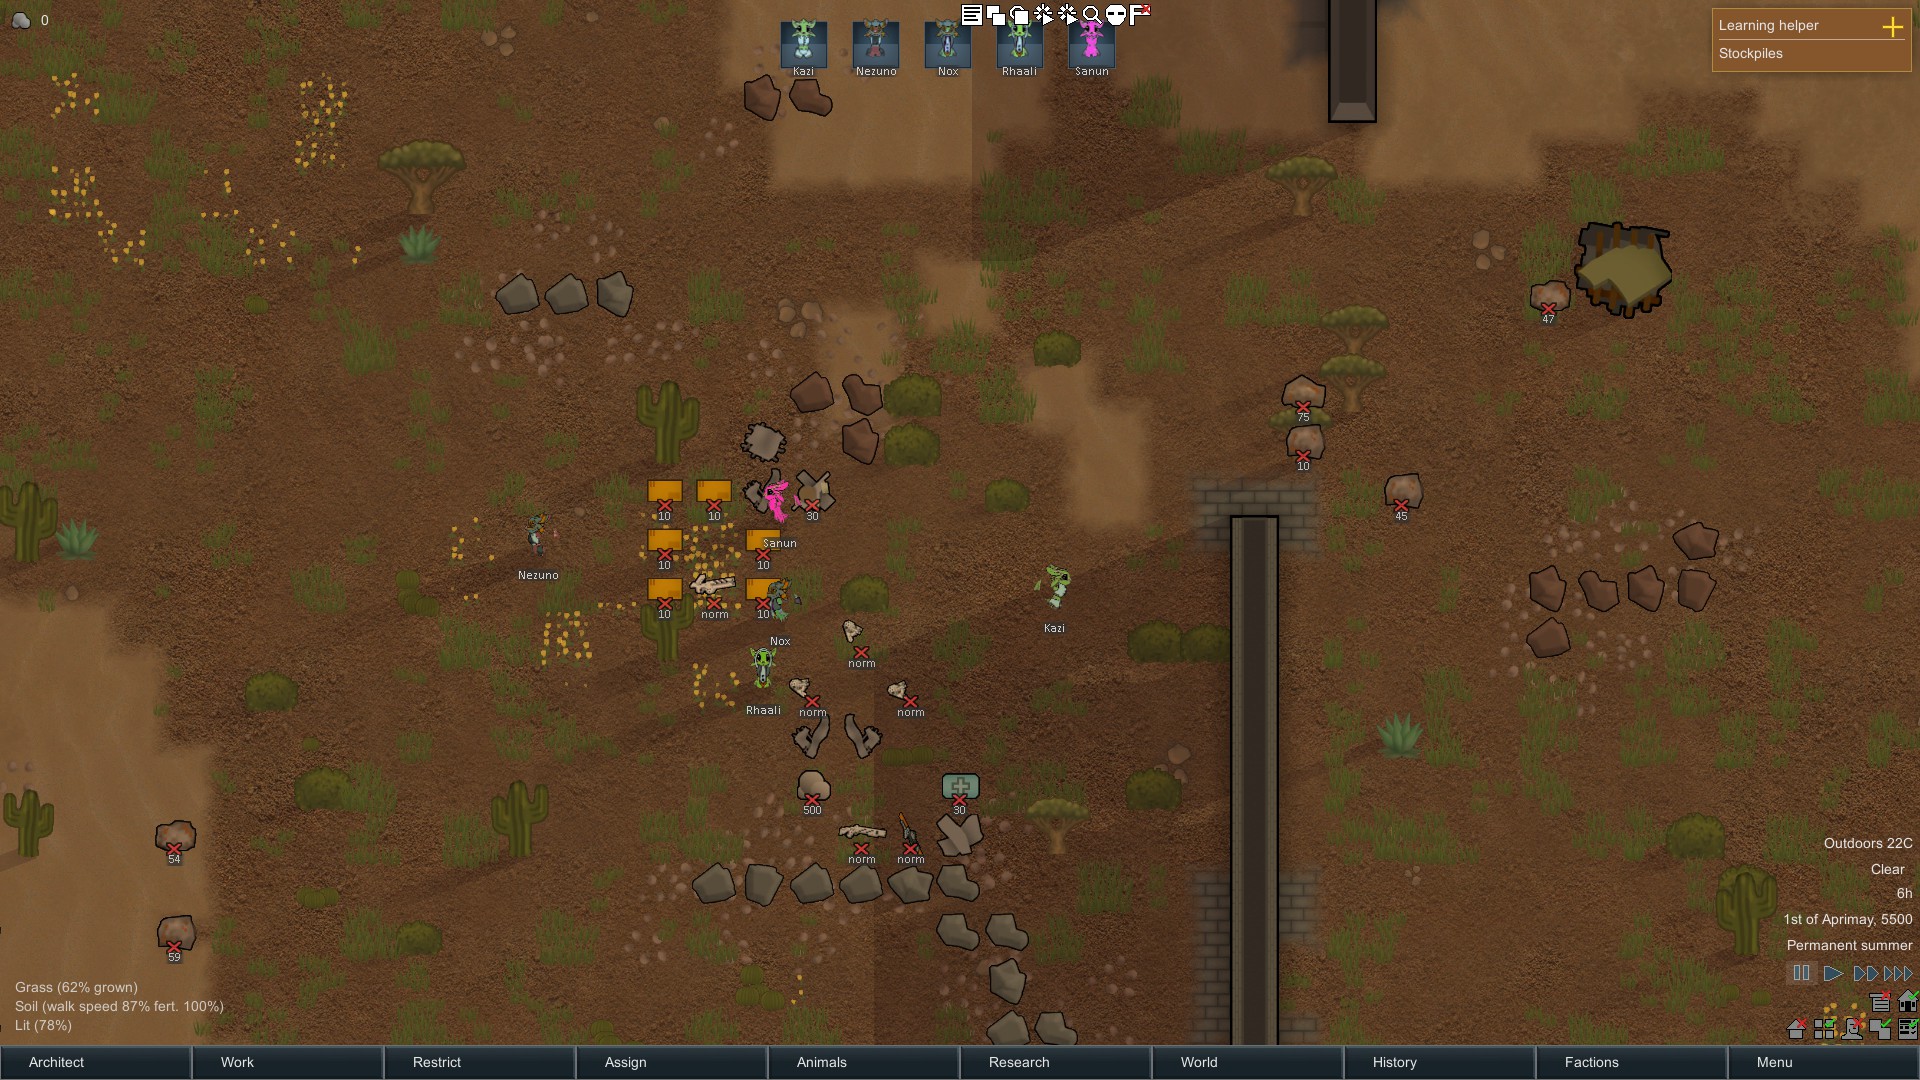 0
Kazi
Nezuno
Nox
Rhaali
Sanun
Learning helper
Stockpiles
47
75
10
45
10
10
30
Sanun
10
10
Nezuno
10
norm
10
Kazi
Nox
norm
Rhaali
norm
norm
500
30
norm
norm
54
59
Outdoors 22C
Clear
6h
1st of Aprimay, 5500
Permanent summer
Grass (62% grown)
Soil (walk speed 87% fert. 100%)
Lit (78%)
Architect
Work
Restrict
Assign
Animals
Research
World
History
Factions
Menu